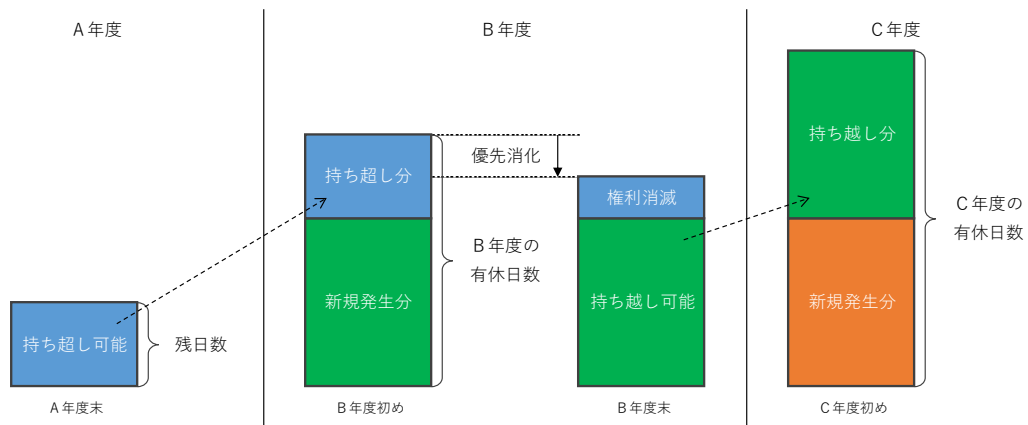 A年度
B年度
C年度
持ち越し分
持ち超し分
優先消化
権利消滅
C年度の
有休日数
B年度の
有休日数
新規発生分
持ち越し可能
新規発生分
持ち超し可能
残日数
A年度末
B年度初め
B年度末
C年度初め